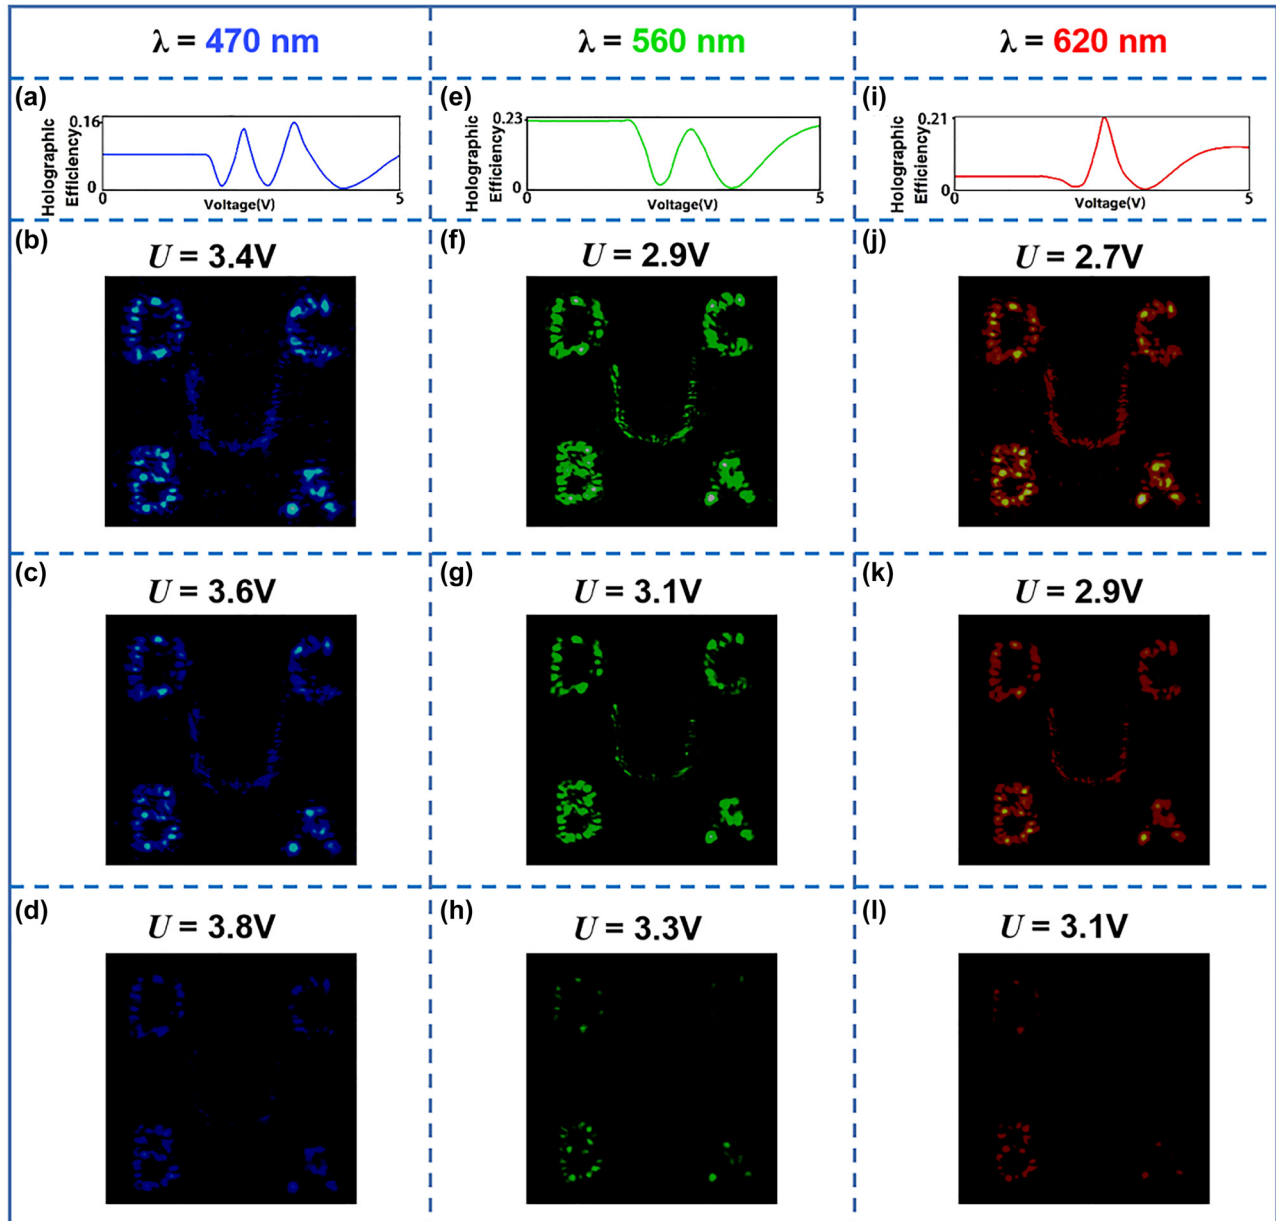 λ = 470 nm
λ = 560 nm
λ = 620 nm
(a)
Holographic
Efficiency
0.16
0
0
5
Voltage(V)
(e)
Holographic
Efficiency
0.23
0
0
5
Voltage(V)
(i)
Holographic
Efficiency
0.21
0
0
5
Voltage(V)
(b)
U = 3.4V
D C
U
B A
(f)
U = 2.9V
D C
U
B A
(j)
U = 2.7V
D C
U
B A
(c)
U = 3.6V
D C
U
B A
(g)
U = 3.1V
D C
U
B A
(k)
U = 2.9V
D C
U
B A
(d)
U = 3.8V
D C
B A
(h)
U = 3.3V
D
B A
(l)
U = 3.1V
D
B